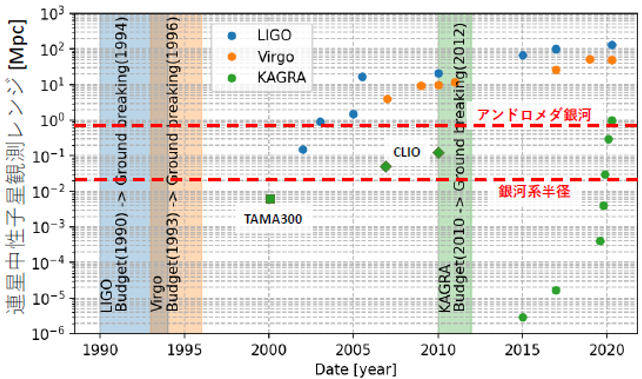 連星中性子星観測レンジ [Mpc]
10³
10²
10¹
10⁰
10⁻¹
10⁻²
10⁻³
10⁻⁴
10⁻⁵
10⁻⁶
LIGO
Budget(1990) -> Ground breaking(1994)
Virgo
Budget(1993) -> Ground breaking(1996)
LIGO
Virgo
KAGRA
KAGRA
Budget(2010 -> Ground breaking(2012)
アンドロメダ銀河
CLIO
銀河系半径
TAMA300
1990 1995 2000 2005 2010 2015 2020
Date [year]